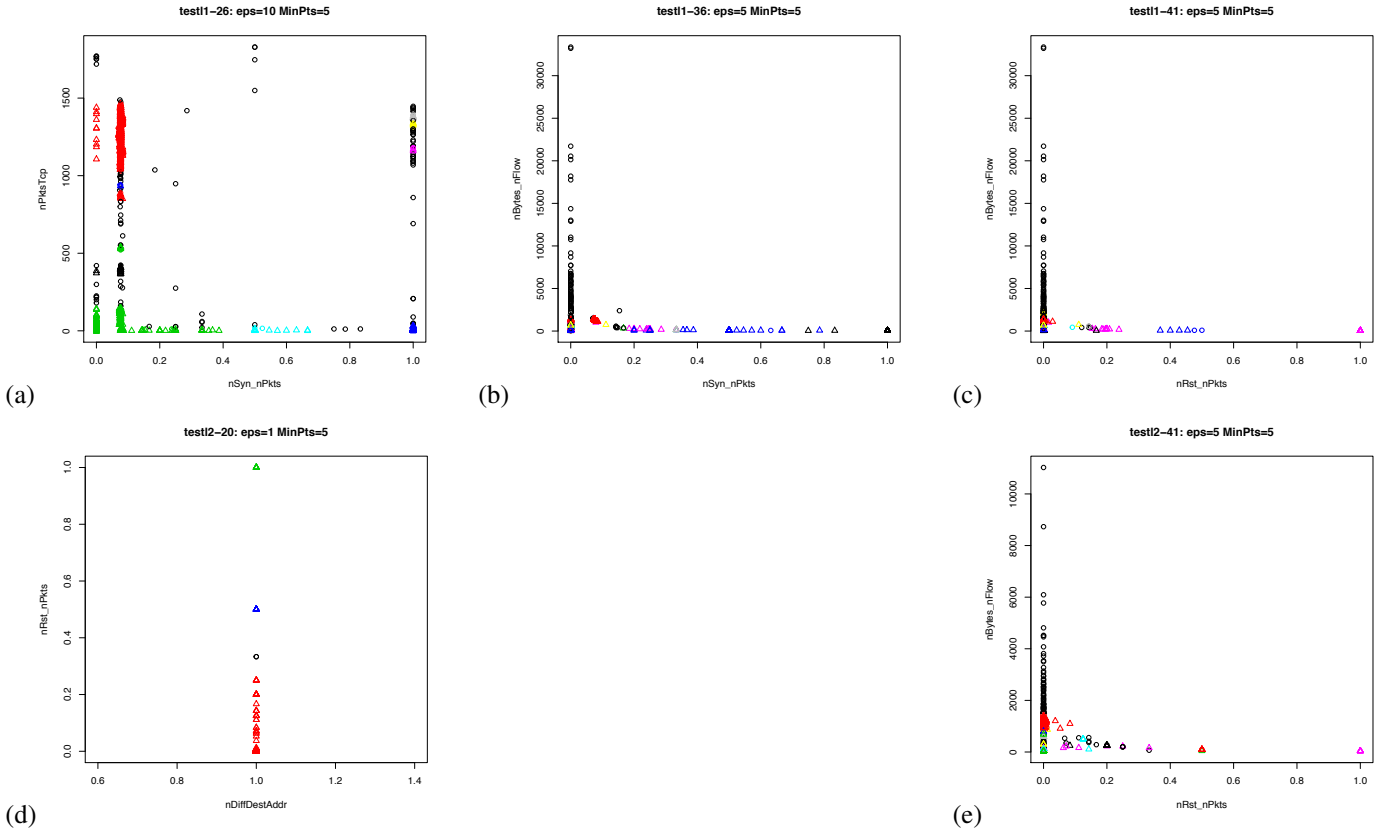 testI1−26: eps=10 MinPts=5
nPktsTcp
1500
1000
500
0
0.0 0.2 0.4 0.6 0.8 1.0
nSyn_nPkts
(a)
testI1−36: eps=5 MinPts=5
nBytes_nFlow
30000
25000
20000
15000
10000
5000
0
0.0 0.2 0.4 0.6 0.8 1.0
nSyn_nPkts
(b)
testI1−41: eps=5 MinPts=5
nBytes_nFlow
30000
25000
20000
15000
10000
5000
0
0.0 0.2 0.4 0.6 0.8 1.0
nRst_nPkts
(c)
testI2−20: eps=1 MinPts=5
nRst_nPkts
1.0
0.8
0.6
0.4
0.2
0.0
0.6 0.8 1.0 1.2 1.4
nDiffDestAddr
(d)
testI2−41: eps=5 MinPts=5
nBytes_nFlow
10000
8000
6000
4000
2000
0
0.0 0.2 0.4 0.6 0.8 1.0
nRst_nPkts
(e)